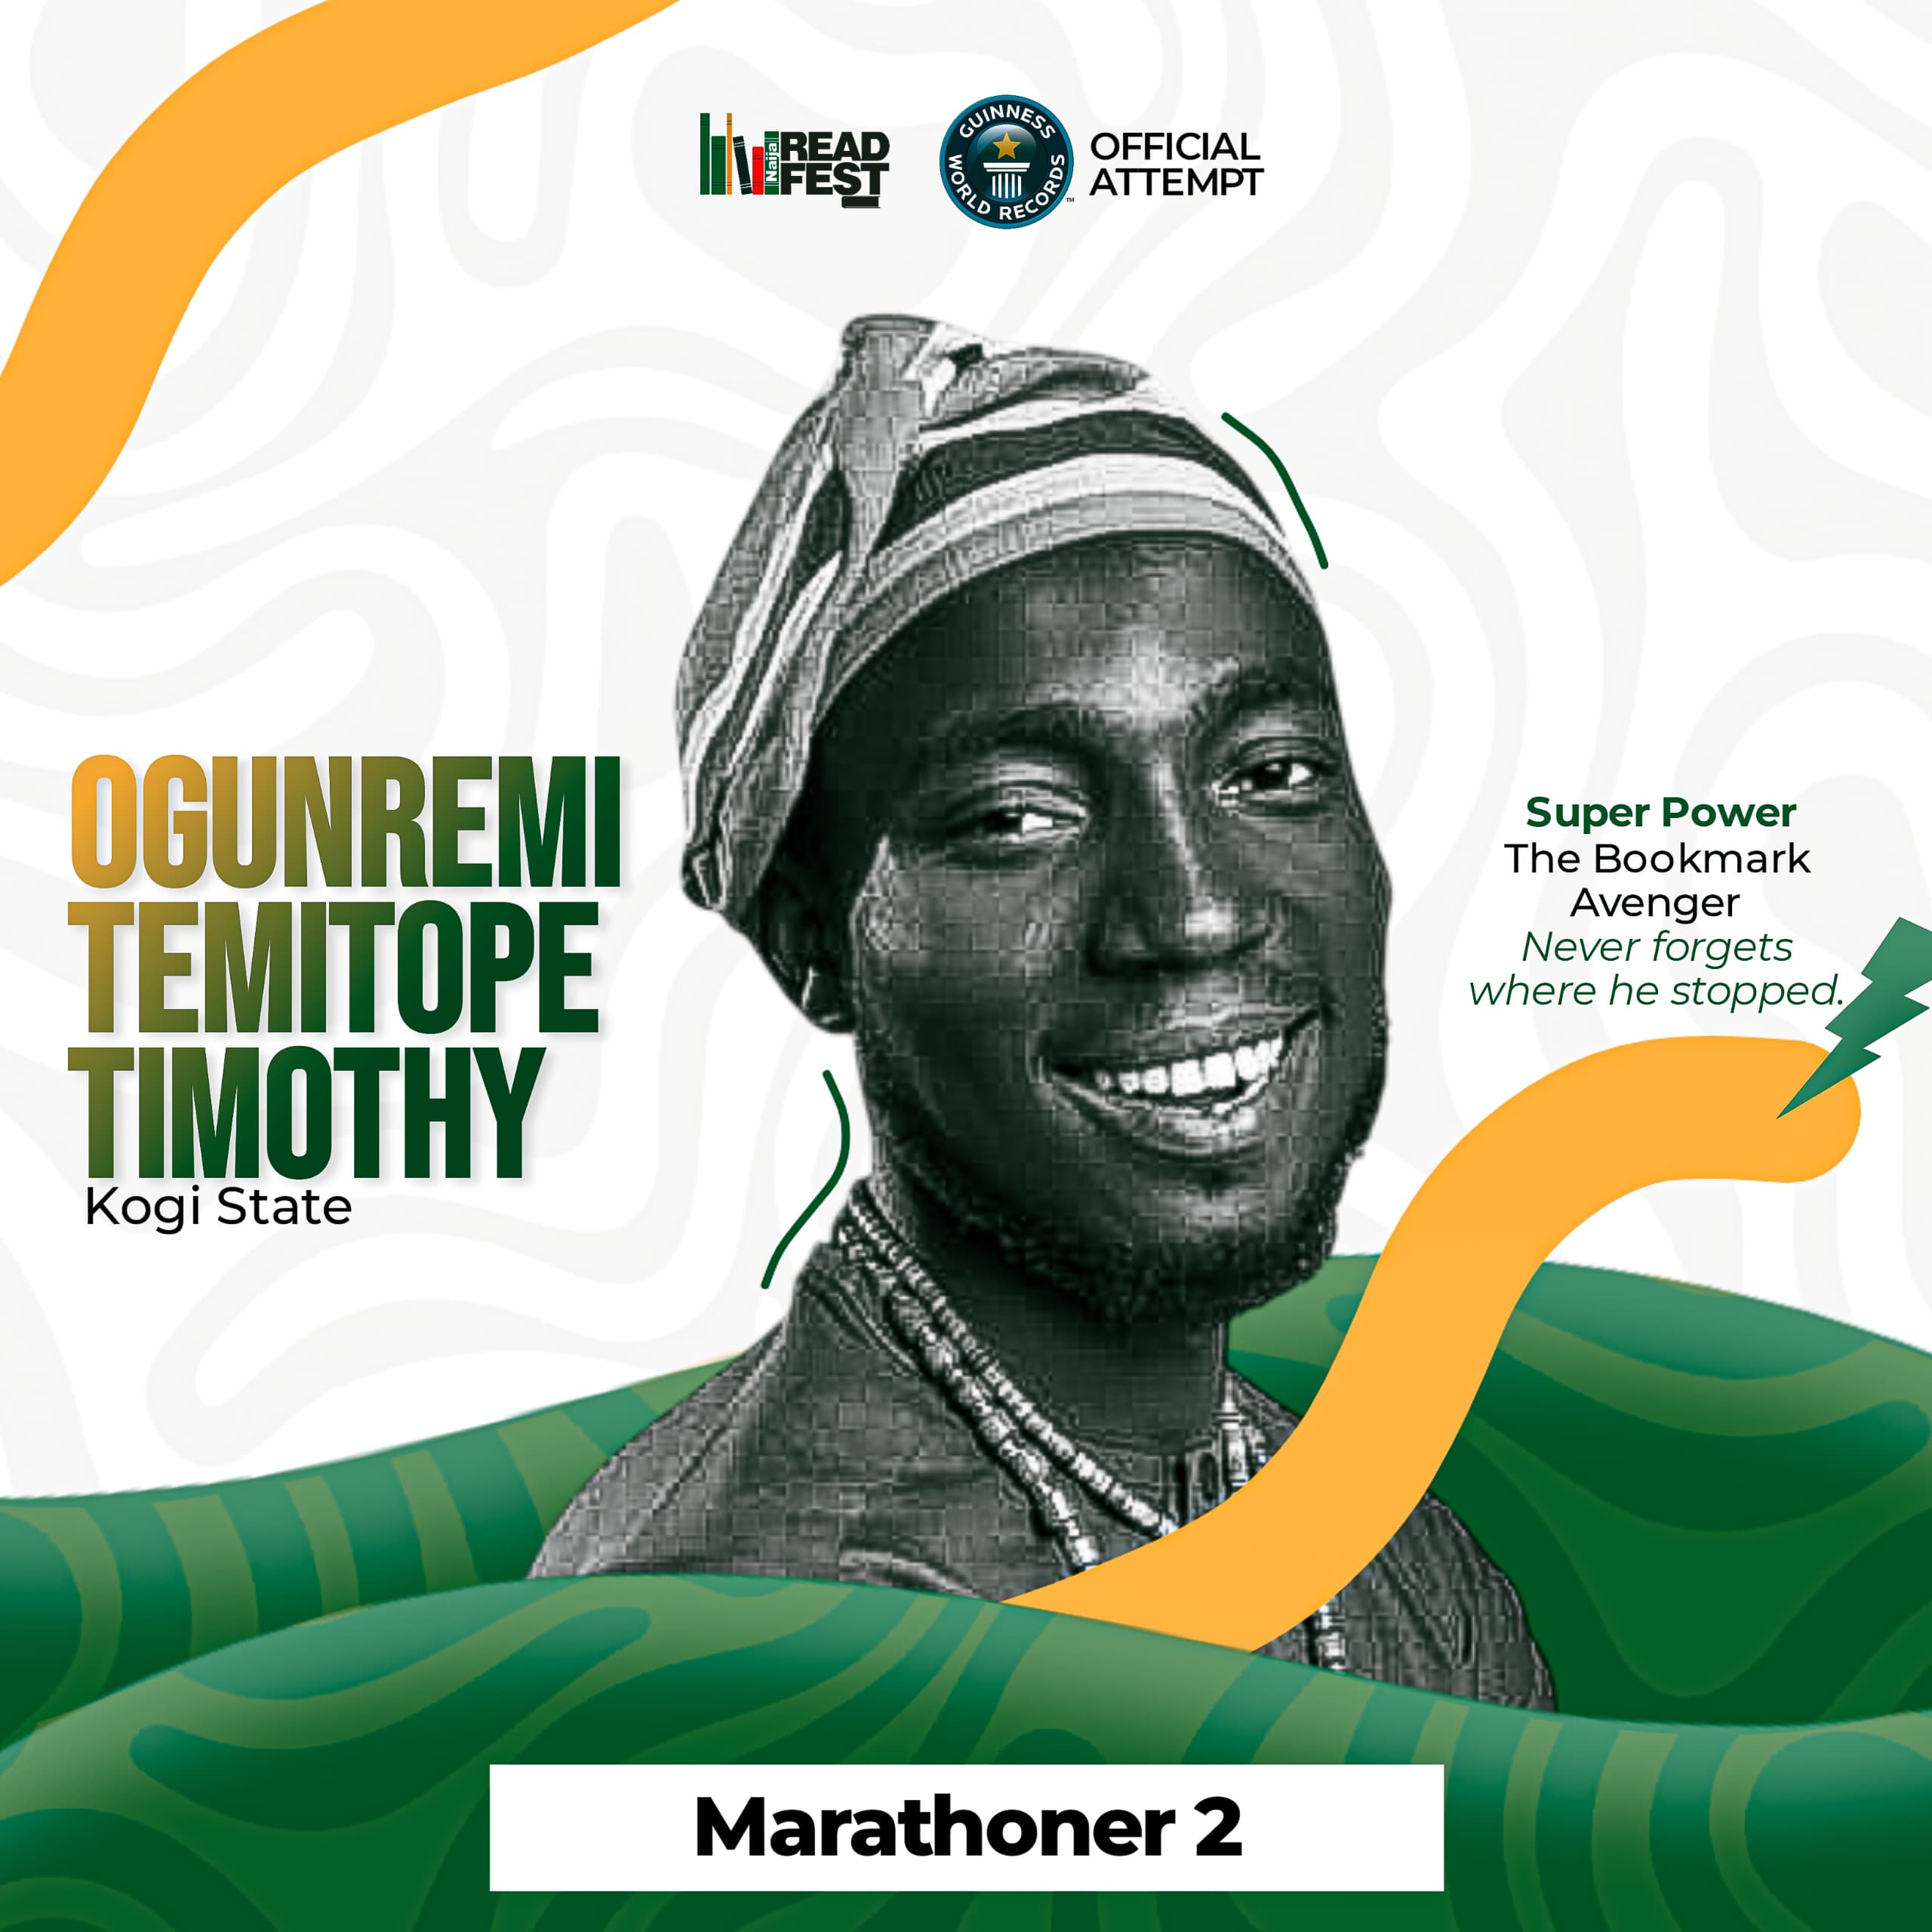 Naija
READ
FEST
GUINNESS
WORLD RECORDS
™
OFFICIAL
ATTEMPT
OGUNREMI
TEMITOPE
TIMOTHY
Kogi State
Super Power
The Bookmark
Avenger
Never forgets
where he stopped.
Marathoner 2